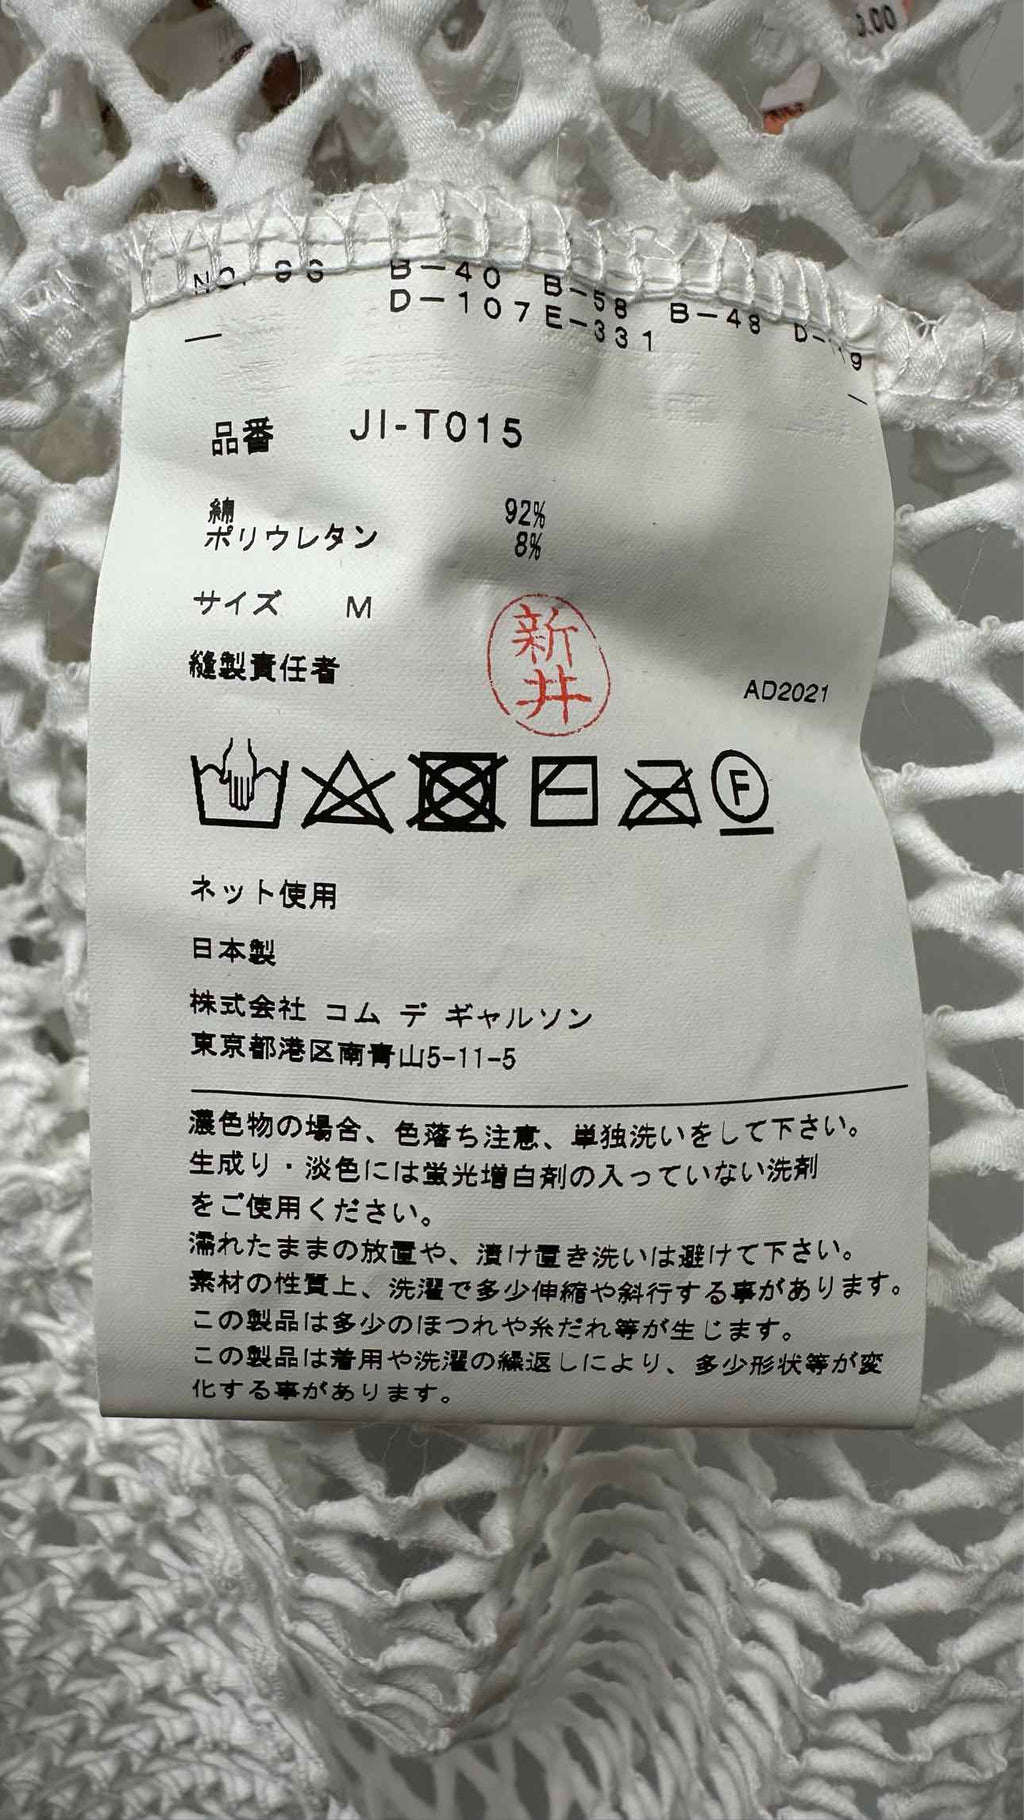 .00
B-40 B-58 B-48
D-107 E-331
品番 JI-T015
綿 92%
ポリウレタン 8%
サイズ M
縫製責任者 新井
AD2021
F
ネット使用
日本製
株式会社 コム デ ギャルソン
東京都港区南青山5-11-5
濃色物の場合、色落ち注意、単独洗いをして下さい。
生成り・淡色には蛍光増白剤の入っていない洗剤
をご使用ください。
濡れたままの放置や、漬け置き洗いは避けて下さい。
素材の性質上、洗濯で多少伸縮や斜行する事があります。
この製品は多少のほつれや糸だれ等が生じます。
この製品は着用や洗濯の繰返しにより、多少形状等が変
化する事があります。